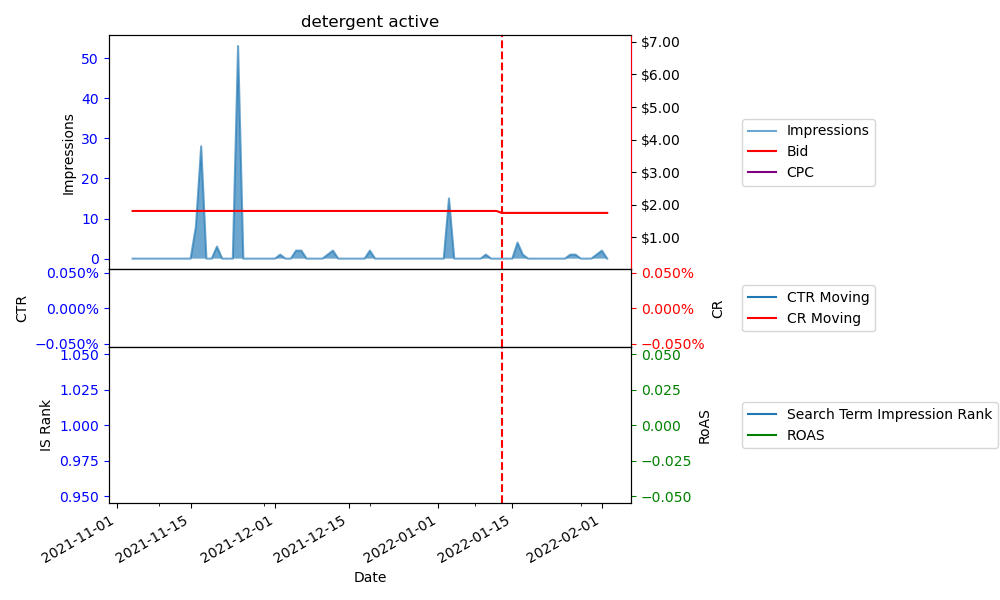 detergent active
Impressions
50
40
30
20
10
0
$7.00
$6.00
$5.00
$4.00
$3.00
$2.00
$1.00
Impressions
Bid
CPC
CTR
0.050%
0.000%
−0.050%
0.050%
0.000%
−0.050%
CR
CTR Moving
CR Moving
IS Rank
1.050
1.025
1.000
0.975
0.950
0.050
0.025
0.000
−0.025
−0.050
RoAS
Search Term Impression Rank
ROAS
2021-11-01
2021-11-15
2021-12-01
2021-12-15
2022-01-01
2022-01-15
2022-02-01
Date